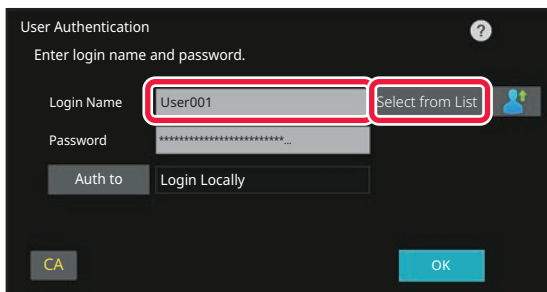 User Authentication ?
Enter login name and password.
Login Name User001 Select from List
Password *************************...
Auth to Login Locally
CA OK